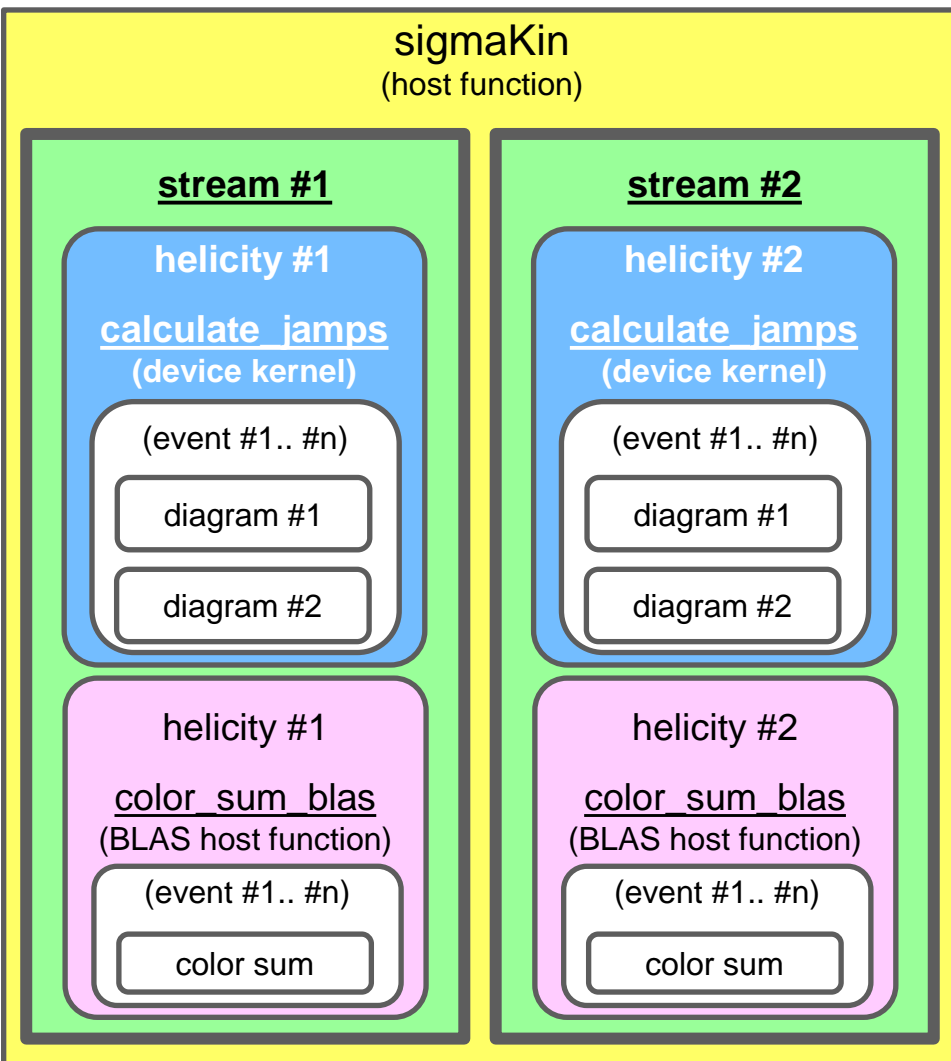 sigmaKin
(host function)
stream #1
helicity #1
calculate_jamps
(device kernel)
(event #1.. #n)
diagram #1
diagram #2
helicity #1
color_sum_blas
(BLAS host function)
(event #1.. #n)
color sum
stream #2
helicity #2
calculate_jamps
(device kernel)
(event #1.. #n)
diagram #1
diagram #2
helicity #2
color_sum_blas
(BLAS host function)
(event #1.. #n)
color sum